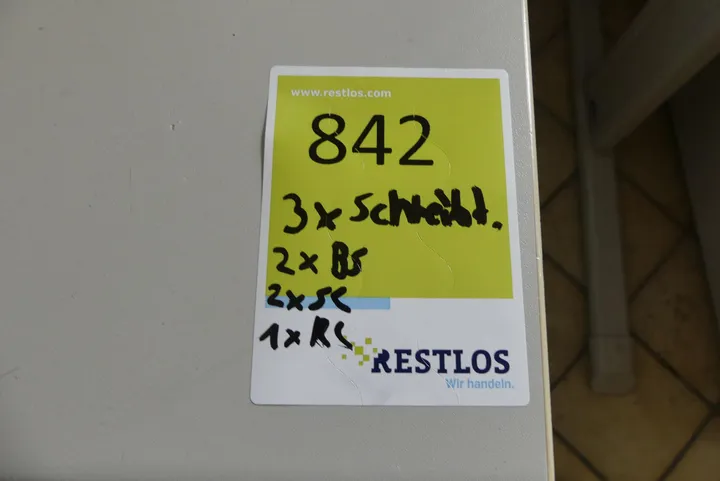 www.restlos.com
842
3x Schreibt.
2x BS
2x SC
1x RC
RESTLOS
Wir handeln.